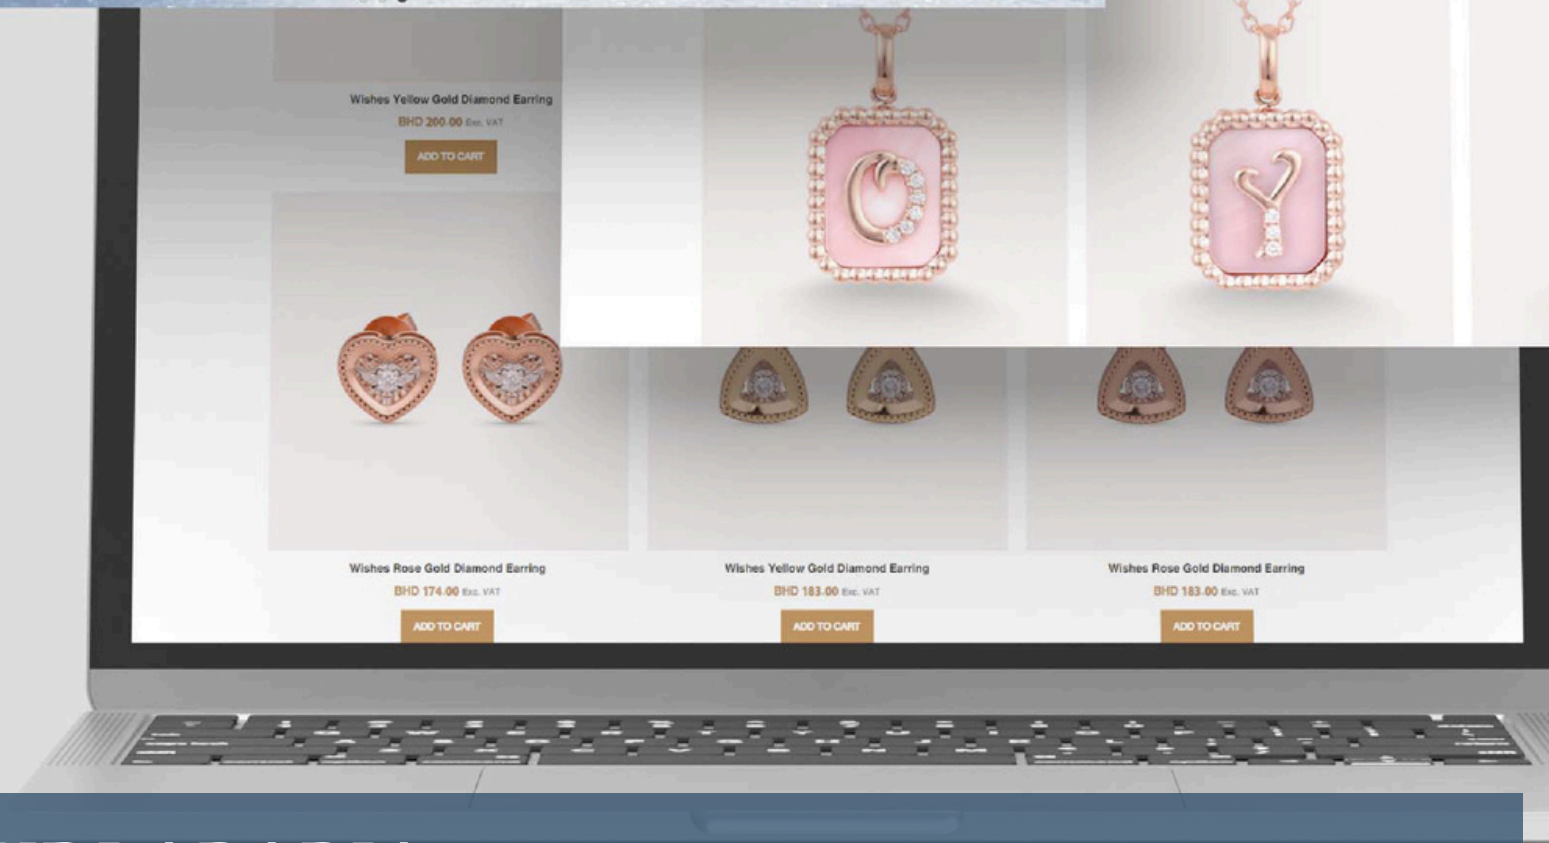 Wishes Yellow Gold Diamond Earring
BHD 200.00 Exc. VAT
ADD TO CART
O
Y
Wishes Rose Gold Diamond Earring
BHD 174.00 Exc. VAT
ADD TO CART
Wishes Yellow Gold Diamond Earring
BHD 183.00 Exc. VAT
ADD TO CART
Wishes Rose Gold Diamond Earring
BHD 183.00 Exc. VAT
ADD TO CART